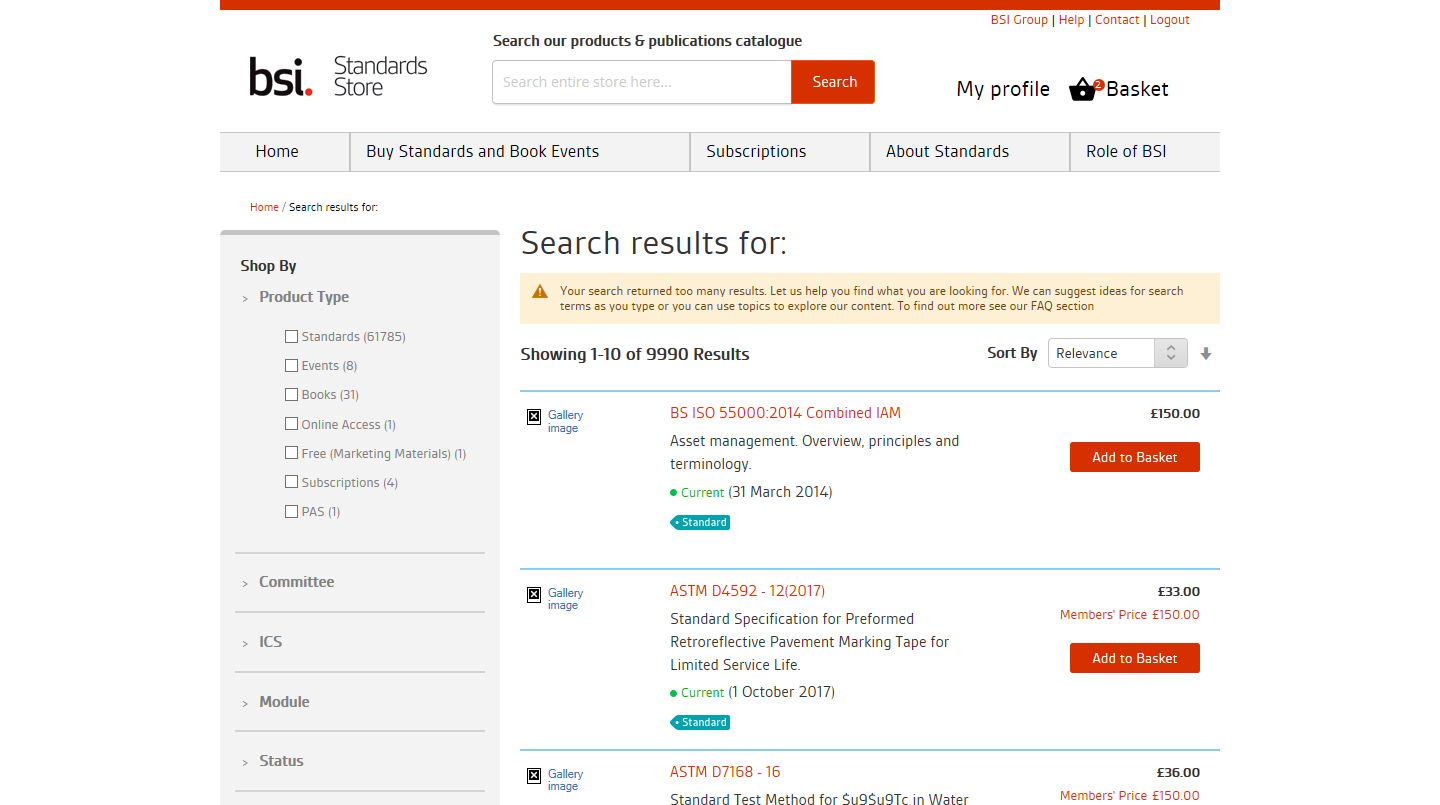 BSI Group | Help | Contact | Logout
Search our products & publications catalogue
bsi. Standards Store
Search entire store here...
Search
My profile
2
Basket
Home
Buy Standards and Book Events
Subscriptions
About Standards
Role of BSI
Home / Search results for:
Shop By
> Product Type
Standards (61785)
Events (8)
Books (31)
Online Access (1)
Free (Marketing Materials) (1)
Subscriptions (4)
PAS (1)
> Committee
> ICS
> Module
> Status
Search results for:
Your search returned too many results. Let us help you find what you are looking for. We can suggest ideas for search
terms as you type or you can use topics to explore our content. To find out more see our FAQ section
Showing 1-10 of 9990 Results
Sort By
Relevance
Gallery
image
BS ISO 55000:2014 Combined IAM
Asset management. Overview, principles and
terminology.
Current (31 March 2014)
Standard
£150.00
Add to Basket
Gallery
image
ASTM D4592 - 12(2017)
Standard Specification for Preformed
Retroreflective Pavement Marking Tape for
Limited Service Life.
Current (1 October 2017)
Standard
£33.00
Members' Price £150.00
Add to Basket
Gallery
image
ASTM D7168 - 16
Standard Test Method for $u9$u9Tc in Water
£36.00
Members' Price £150.00